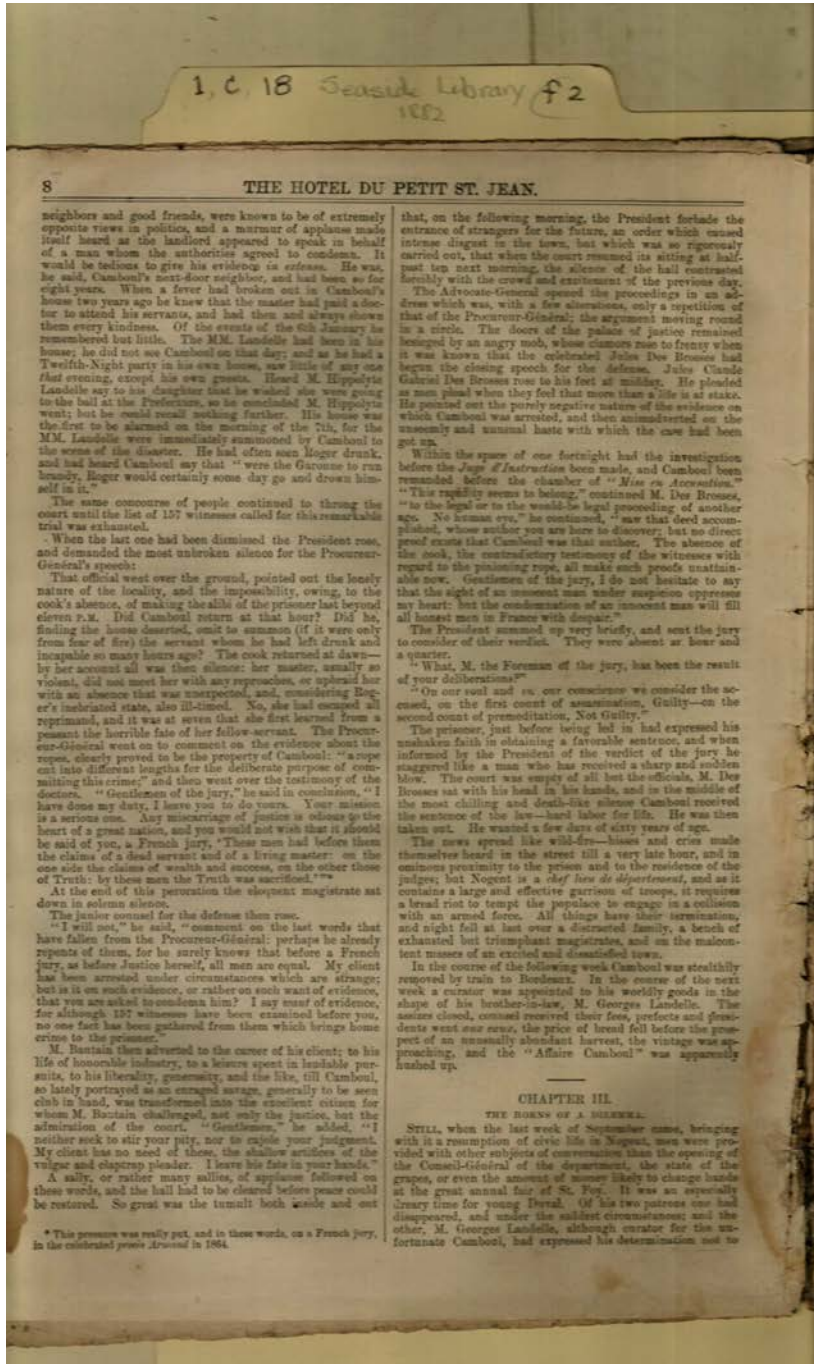 1, C, 18 Seaside Library f2
1882
8
THE HOTEL DU PETIT ST. JEAN.
neighbors and good friends, were known to be of extremely
opposite views in politics, and a murmur of applause made
itself heard as the landlord appeared to speak in behalf
of a man whom the authorities agreed to condemn. It
would be tedious to give his evidence in extenso. He was,
he said, Camboul's next-door neighbor, and had been so for
eight years. When a fever had broken out in Camboul's
house two years ago he knew that the master had paid a doc-
tor to attend his servants, and had then and always shown
them every kindness. Of the events of the 6th January he
remembered but little. The MM. Landelle had been in his
house; he did not see Camboul on that day; and as he had a
Twelfth-Night party in his own house, saw little of any one
that evening, except his own guests. Heard M. Hippolyte
Landelle say to his daughter that he wished she were going
to the ball at the Prefecture, so he concluded M. Hippolyte
went; but he could recall nothing further. His house was
the first to be alarmed on the morning of the 7th, for the
MM. Landelle were immediately summoned by Camboul to
the scene of the disaster. He had often seen Roger drunk,
and had heard Camboul say that "were the Garonne to run
brandy, Roger would certainly some day go and drown him-
self in it."
The same concourse of people continued to throng the
court until the list of 157 witnesses called for this remarkable
trial was exhausted.
When the last one had been dismissed the President rose,
and demanded the most unbroken silence for the Procureur-
Général's speech:
That official went over the ground, pointed out the lonely
nature of the locality, and the impossibility, owing, to the
cook's absence, of making the alibi of the prisoner last beyond
eleven P.M. Did Camboul return at that hour? Did he,
finding the house deserted, omit to summon (if it were only
from fear of fire) the servant whom he had left drunk and
incapable so many hours ago? The cook returned at dawn—
by her account all was then silence: her master, usually so
violent, did not meet her with any reproaches, or upbraid her
with an absence that was unexpected, and, considering Rog-
er's inebriated state, also ill-timed. No, she had escaped all
reprimand, and it was at seven that she first learned from a
peasant the horrible fate of her fellow-servant. The Procur-
eur-Général went on to comment on the evidence about the
ropes, clearly proved to be the property of Camboul: "a rope
cut into different lengths for the deliberate purpose of com-
mitting this crime;" and then went over the testimony of the
doctors. "Gentlemen of the jury," he said in conclusion, "I
have done my duty, I leave you to do yours. Your mission
is a serious one. Any miscarriage of justice is odious to the
heart of a great nation, and you would not wish that it should
be said of you, a French jury, 'These men had before them
the claims of a dead servant and of a living master: on the
one side the claims of wealth and success, on the other those
of Truth: by these men the Truth was sacrificed.'"*
At the end of this peroration the eloquent magistrate sat
down in solemn silence.
The junior counsel for the defense then rose.
"I will not," he said, "comment on the last words that
have fallen from the Procureur-Général: perhaps he already
repents of them, for he surely knows that before a French
jury, as before Justice herself, all men are equal. My client
has been arrested under circumstances which are strange;
but is it on such evidence, or rather on such want of evidence,
that you are asked to condemn him? I say want of evidence,
for although 157 witnesses have been examined before you,
no one fact has been gathered from them which brings home
crime to the prisoner."
M. Bantain then adverted to the career of his client; to his
life of honorable industry, to a leisure spent in laudable pur-
suits, to his liberality, generosity, and the like, till Camboul,
so lately portrayed as an enraged savage, generally to be seen
club in hand, was transformed into the excellent citizen for
whom M. Bantain challenged, not only the justice, but the
admiration of the court. "Gentlemen," he added, "I
neither seek to stir your pity, nor to cajole your judgment.
My client has no need of these, the shallow artifices of the
vulgar and claptrap pleader. I leave his fate in your hands."
A sally, or rather many sallies, of applause followed on
these words, and the hall had to be cleared before peace could
be restored. So great was the tumult both inside and out
* This pressure was really put, and in these words, on a French jury,
in the celebrated procès Armand in 1864.
that, on the following morning, the President forbade the
entrance of strangers for the future, an order which caused
intense disgust in the town, but which was so rigorously
carried out, that when the court resumed its sitting at half-
past ten next morning, the silence of the hall contrasted
forcibly with the crowd and excitement of the previous day.
The Advocate-General opened the proceedings in an ad-
dress which was, with a few alterations, only a repetition of
that of the Procureur-Général; the argument moving round
in a circle. The doors of the palace of justice remained
besieged by an angry mob, whose clamors rose to frenzy when
it was known that the celebrated Jules Des Brosses had
begun the closing speech for the defense. Jules Claude
Gabriel Des Brosses rose to his feet at midday. He pleaded
as men plead when they feel that more than a life is at stake.
He pointed out the purely negative nature of the evidence on
which Camboul was arrested, and then animadverted on the
unseemly and unusual haste with which the case had been
got up.
Within the space of one fortnight had the investigation
before the Juge d'Instruction been made, and Camboul been
remanded before the chamber of "Mise en Accusation."
"This rapidity seems to belong," continued M. Des Brosses,
"to the legal or to the would-be legal proceeding of another
age. No human eye," he continued, "saw that deed accom-
plished, whose author you are here to discover; but no direct
proof exists that Camboul was that author. The absence of
the cook, the contradictory testimony of the witnesses with
regard to the pinioning rope, all make such proofs unattain-
able now. Gentlemen of the jury, I do not hesitate to say
that the sight of an innocent man under suspicion oppresses
my heart: but the condemnation of an innocent man will fill
all honest men in France with despair."
The President summed up very briefly, and sent the jury
to consider of their verdict. They were absent an hour and
a quarter.
"What, M. the Foreman of the jury, has been the result
of your deliberations?"
"On our soul and on our conscience we consider the ac-
cused, on the first count of assassination, Guilty—on the
second count of premeditation, Not Guilty."
The prisoner, just before being led in had expressed his
unshaken faith in obtaining a favorable sentence, and when
informed by the President of the verdict of the jury he
staggered like a man who has received a sharp and sudden
blow. The court was empty of all but the officials, M. Des
Brosses sat with his head in his hands, and in the middle of
the most chilling and death-like silence Camboul received
the sentence of the law—hard labor for life. He was then
taken out. He wanted a few days of sixty years of age.
The news spread like wild-fire—hisses and cries made
themselves heard in the street till a very late hour, and in
ominous proximity to the prison and to the residence of the
judges; but Nogent is a chef lieu de département, and as it
contains a large and effective garrison of troops, it requires
a bread riot to tempt the populace to engage in a collision
with an armed force. All things have their termination,
and night fell at last over a distracted family, a bench of
exhausted but triumphant magistrates, and on the malcon-
tent masses of an excited and dissatisfied town.
In the course of the following week Camboul was stealthily
removed by train to Bordeaux. In the course of the next
week a curator was appointed to his worldly goods in the
shape of his brother-in-law, M. Georges Landelle. The
assizes closed, counsel received their fees, prefects and presi-
dents went aux eaux, the price of bread fell before the pros-
pect of an unusually abundant harvest, the vintage was ap-
proaching, and the "Affaire Camboul" was apparently
hushed up.
CHAPTER III.
THE HORNS OF A DILEMMA.
STILL, when the last week of September came, bringing
with it a resumption of civic life in Nogent, men were pro-
vided with other subjects of conversation than the opening of
the Conseil-Général of the department, the state of the
grapes, or even the amount of money likely to change hands
at the great annual fair of St. Foy. It was an especially
dreary time for young Duval. Of his two patrons one had
disappeared, and under the saddest circumstances; and the
other, M. Georges Landelle, although curator for the un-
fortunate Camboul, had expressed his determination not to